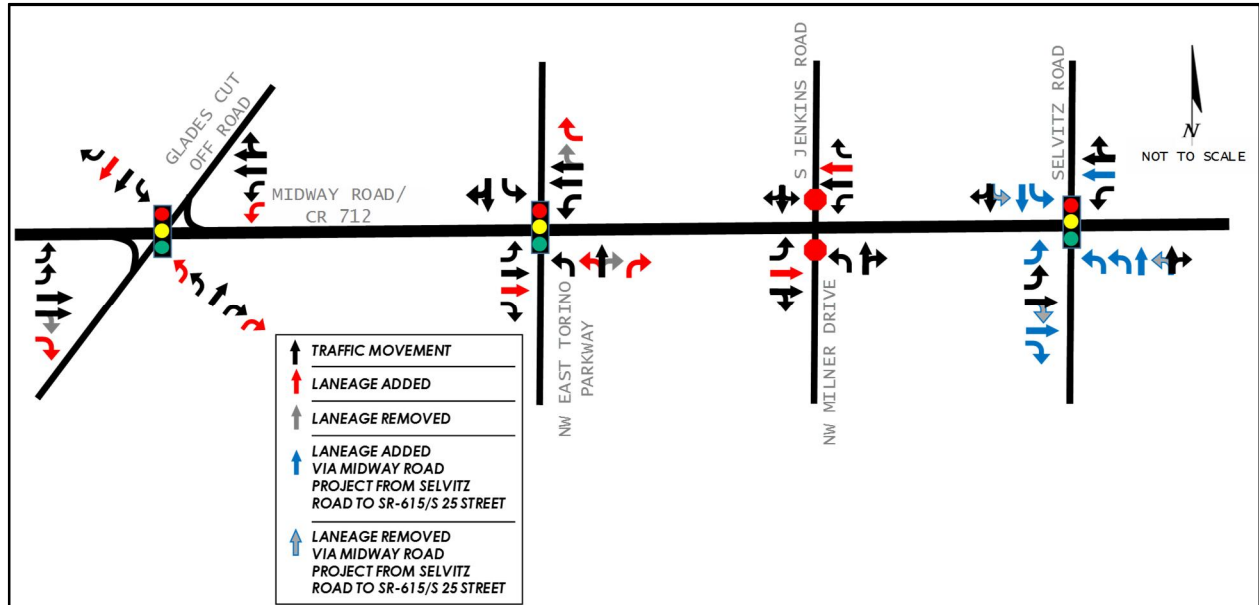 GLADES CUT
OFF ROAD
MIDWAY ROAD/
CR 712
NW EAST TORINO
PARKWAY
S JENKINS ROAD
NW MILNER DRIVE
SELVITZ ROAD
N
NOT TO SCALE
TRAFFIC MOVEMENT
LANEAGE ADDED
LANEAGE REMOVED
LANEAGE ADDED
VIA MIDWAY ROAD
PROJECT FROM SELVITZ
ROAD TO SR-615/S 25 STREET
LANEAGE REMOVED
VIA MIDWAY ROAD
PROJECT FROM SELVITZ
ROAD TO SR-615/S 25 STREET